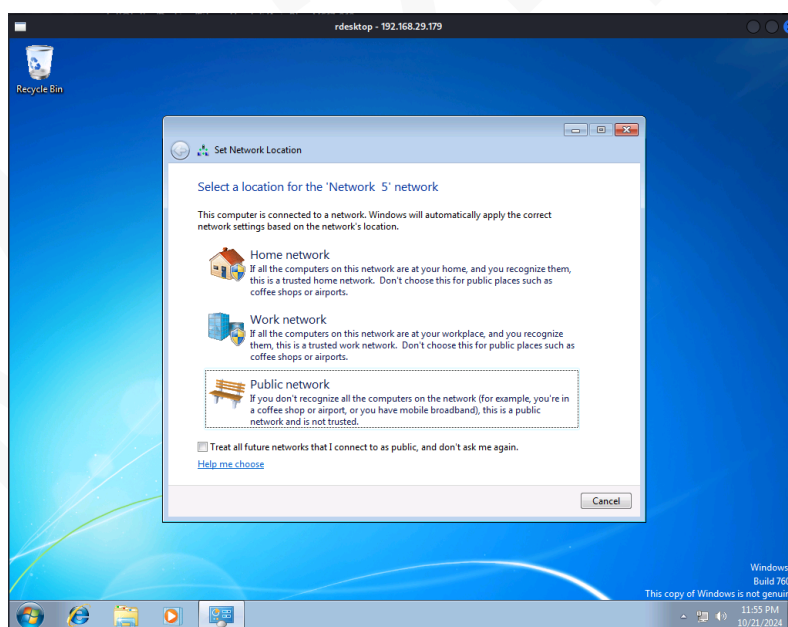 rdesktop - 192.168.29.179
Recycle Bin
Set Network Location
Select a location for the 'Network 5' network
This computer is connected to a network. Windows will automatically apply the correct
network settings based on the network's location.
Home network
If all the computers on this network are at your home, and you recognize them,
this is a trusted home network. Don't choose this for public places such as
coffee shops or airports.
Work network
If all the computers on this network are at your workplace, and you recognize
them, this is a trusted work network. Don't choose this for public places such as
coffee shops or airports.
Public network
If you don't recognize all the computers on the network (for example, you're in
a coffee shop or airport, or you have mobile broadband), this is a public
network and is not trusted.
Treat all future networks that I connect to as public, and don't ask me again.
Help me choose
Cancel
Windows
Build 760
This copy of Windows is not genuin
11:55 PM
10/21/2024